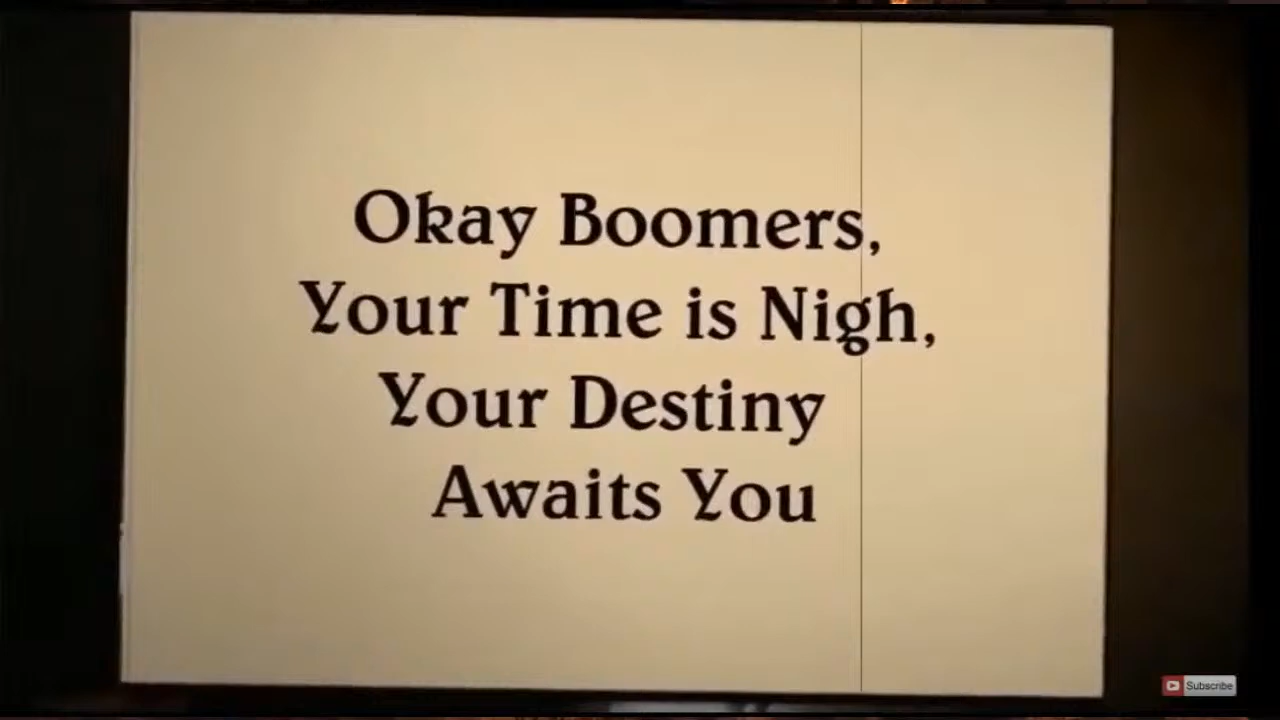 Okay Boomers,
Your Time is Nigh,
Your Destiny
Awaits You
Subscribe